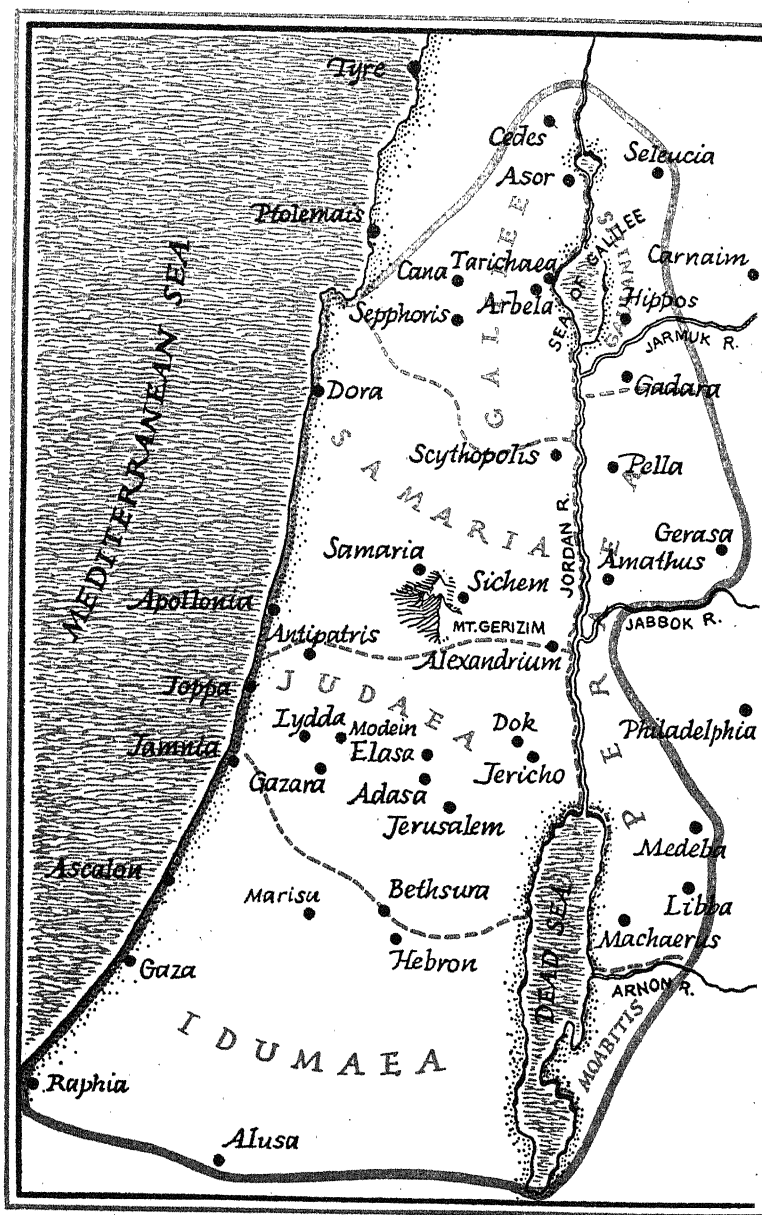 Tyre
Cedes
Seleucia
Asor
Ptolemais
GALILEE
SEA OF GALILEE
Cana
Tarichaea
Carnaim
Arbela
Hippos
Sepphoris
JARMUK R.
MEDITERRANEAN SEA
Dora
Gadara
SAMARIA
Scythopolis
Pella
JORDAN R.
Gerasa
Samaria
Amathus
Sichem
Apollonia
MT. GERIZIM
JABBOK R.
Antipatris
Alexandrium
PERAEA
Joppa
JUDAEA
Lydda
Modein
Dok
Philadelphia
Jamnia
Elasa
Jericho
Gazara
Adasa
Jerusalem
Medeba
Ascalon
Marisu
Bethsura
DEAD SEA
Libba
Machaerus
Hebron
Gaza
ARNON R.
IDUMAEA
MOABITIS
Raphia
Alusa